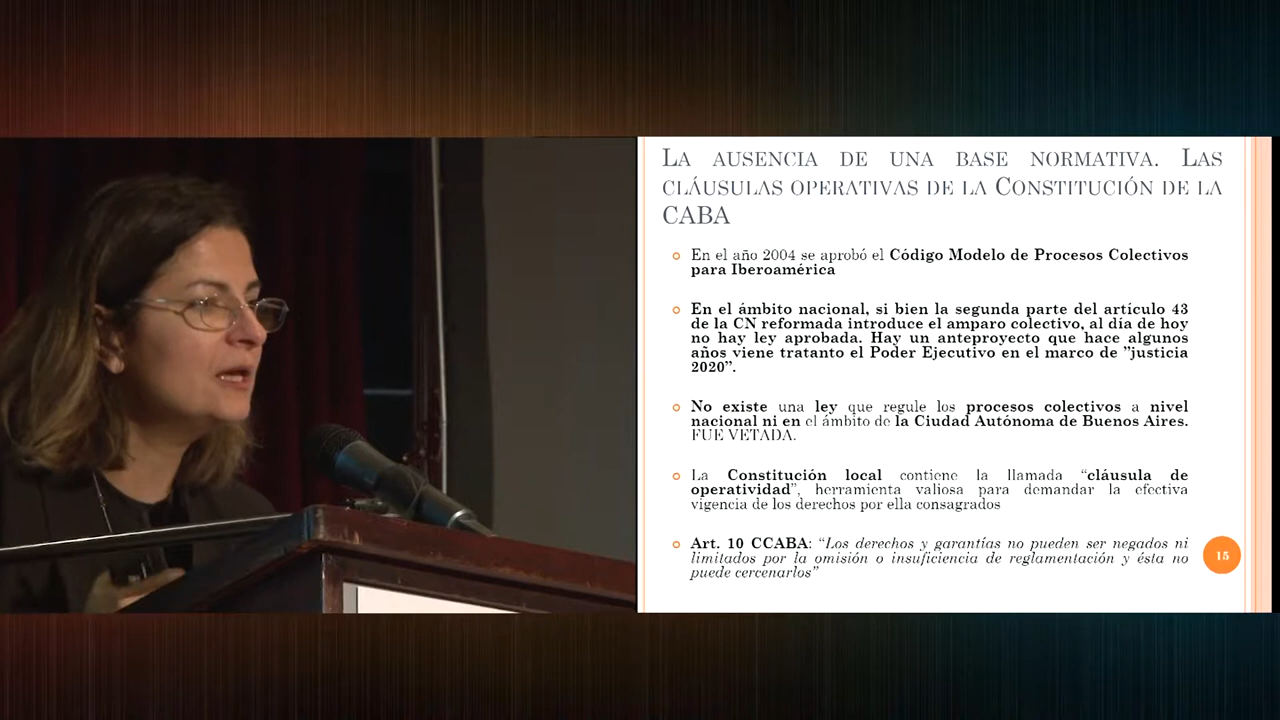 LA AUSENCIA DE UNA BASE NORMATIVA. LAS
CLÁUSULAS OPERATIVAS DE LA CONSTITUCIÓN DE LA
CABA
En el año 2004 se aprobó el Código Modelo de Procesos Colectivos
para Iberoamérica
En el ámbito nacional, si bien la segunda parte del artículo 43
de la CN reformada introduce el amparo colectivo, al día de hoy
no hay ley aprobada. Hay un anteproyecto que hace algunos
años viene tratanto el Poder Ejecutivo en el marco de ”justicia
2020”.
No existe una ley que regule los procesos colectivos a nivel
nacional ni en el ámbito de la Ciudad Autónoma de Buenos Aires.
FUE VETADA.
La Constitución local contiene la llamada “cláusula de
operatividad”, herramienta valiosa para demandar la efectiva
vigencia de los derechos por ella consagrados
Art. 10 CCABA: “Los derechos y garantías no pueden ser negados ni
limitados por la omisión o insuficiencia de reglamentación y ésta no
puede cercenarlos”
15